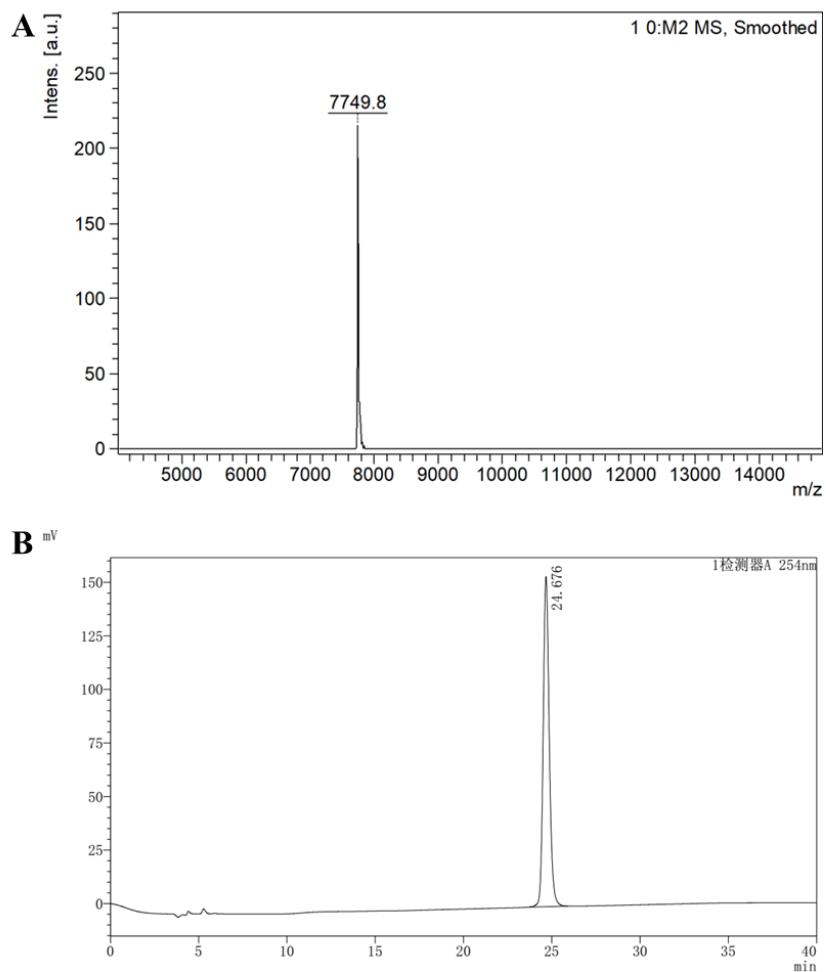 A
1 0:M2 MS, Smoothed
Intens. [a.u.]
7749.8
250
200
150
100
50
0
5000 6000 7000 8000 9000 10000 11000 12000 13000 14000
m/z
B
mV
1检测器A 254nm
24.676
150
125
100
75
50
25
0
0 5 10 15 20 25 30 35 40
min